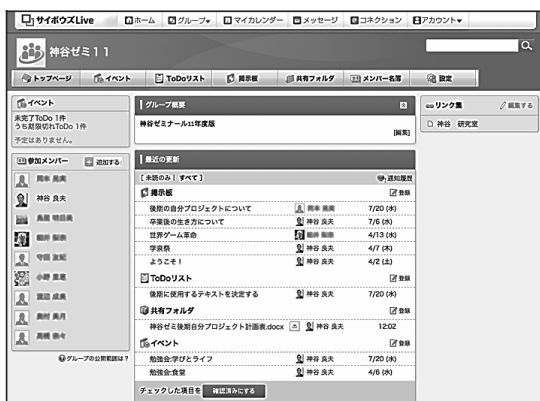 サイボウズLive
ホーム グループ▾ マイカレンダー メッセージ コネクション アカウント▾
神谷ゼミ11
トップページ イベント ToDoリスト 掲示板 共有フォルダ メンバー名簿 設定
イベント
未完了ToDo 1件
うち期限切れToDo 1件
予定はありません。
参加メンバー 追加する
神谷 良夫
グループの公開範囲は?
グループ概要
神谷ゼミナール11年度版
[編集]
最近の更新
[未読のみ | すべて] 通知履歴
掲示板 登録
後期の自分プロジェクトについて 7/20 (水)
卒業後の生き方について 神谷 良夫 7/6 (水)
世界ゲーム革命 4/13 (水)
学泉祭 神谷 良夫 4/7 (木)
ようこそ! 神谷 良夫 4/2 (土)
ToDoリスト 登録
後期に使用するテキストを決定する 神谷 良夫 7/20 (水)
共有フォルダ 登録
神谷ゼミ後期自分プロジェクト計画表.docx 神谷 良夫 12:02
イベント 登録
勉強会:学びとライフ 神谷 良夫 7/20 (水)
勉強会:食堂 神谷 良夫 4/6 (水)
チェックした項目を 確認済みにする
リンク集 編集する
神谷 研究室